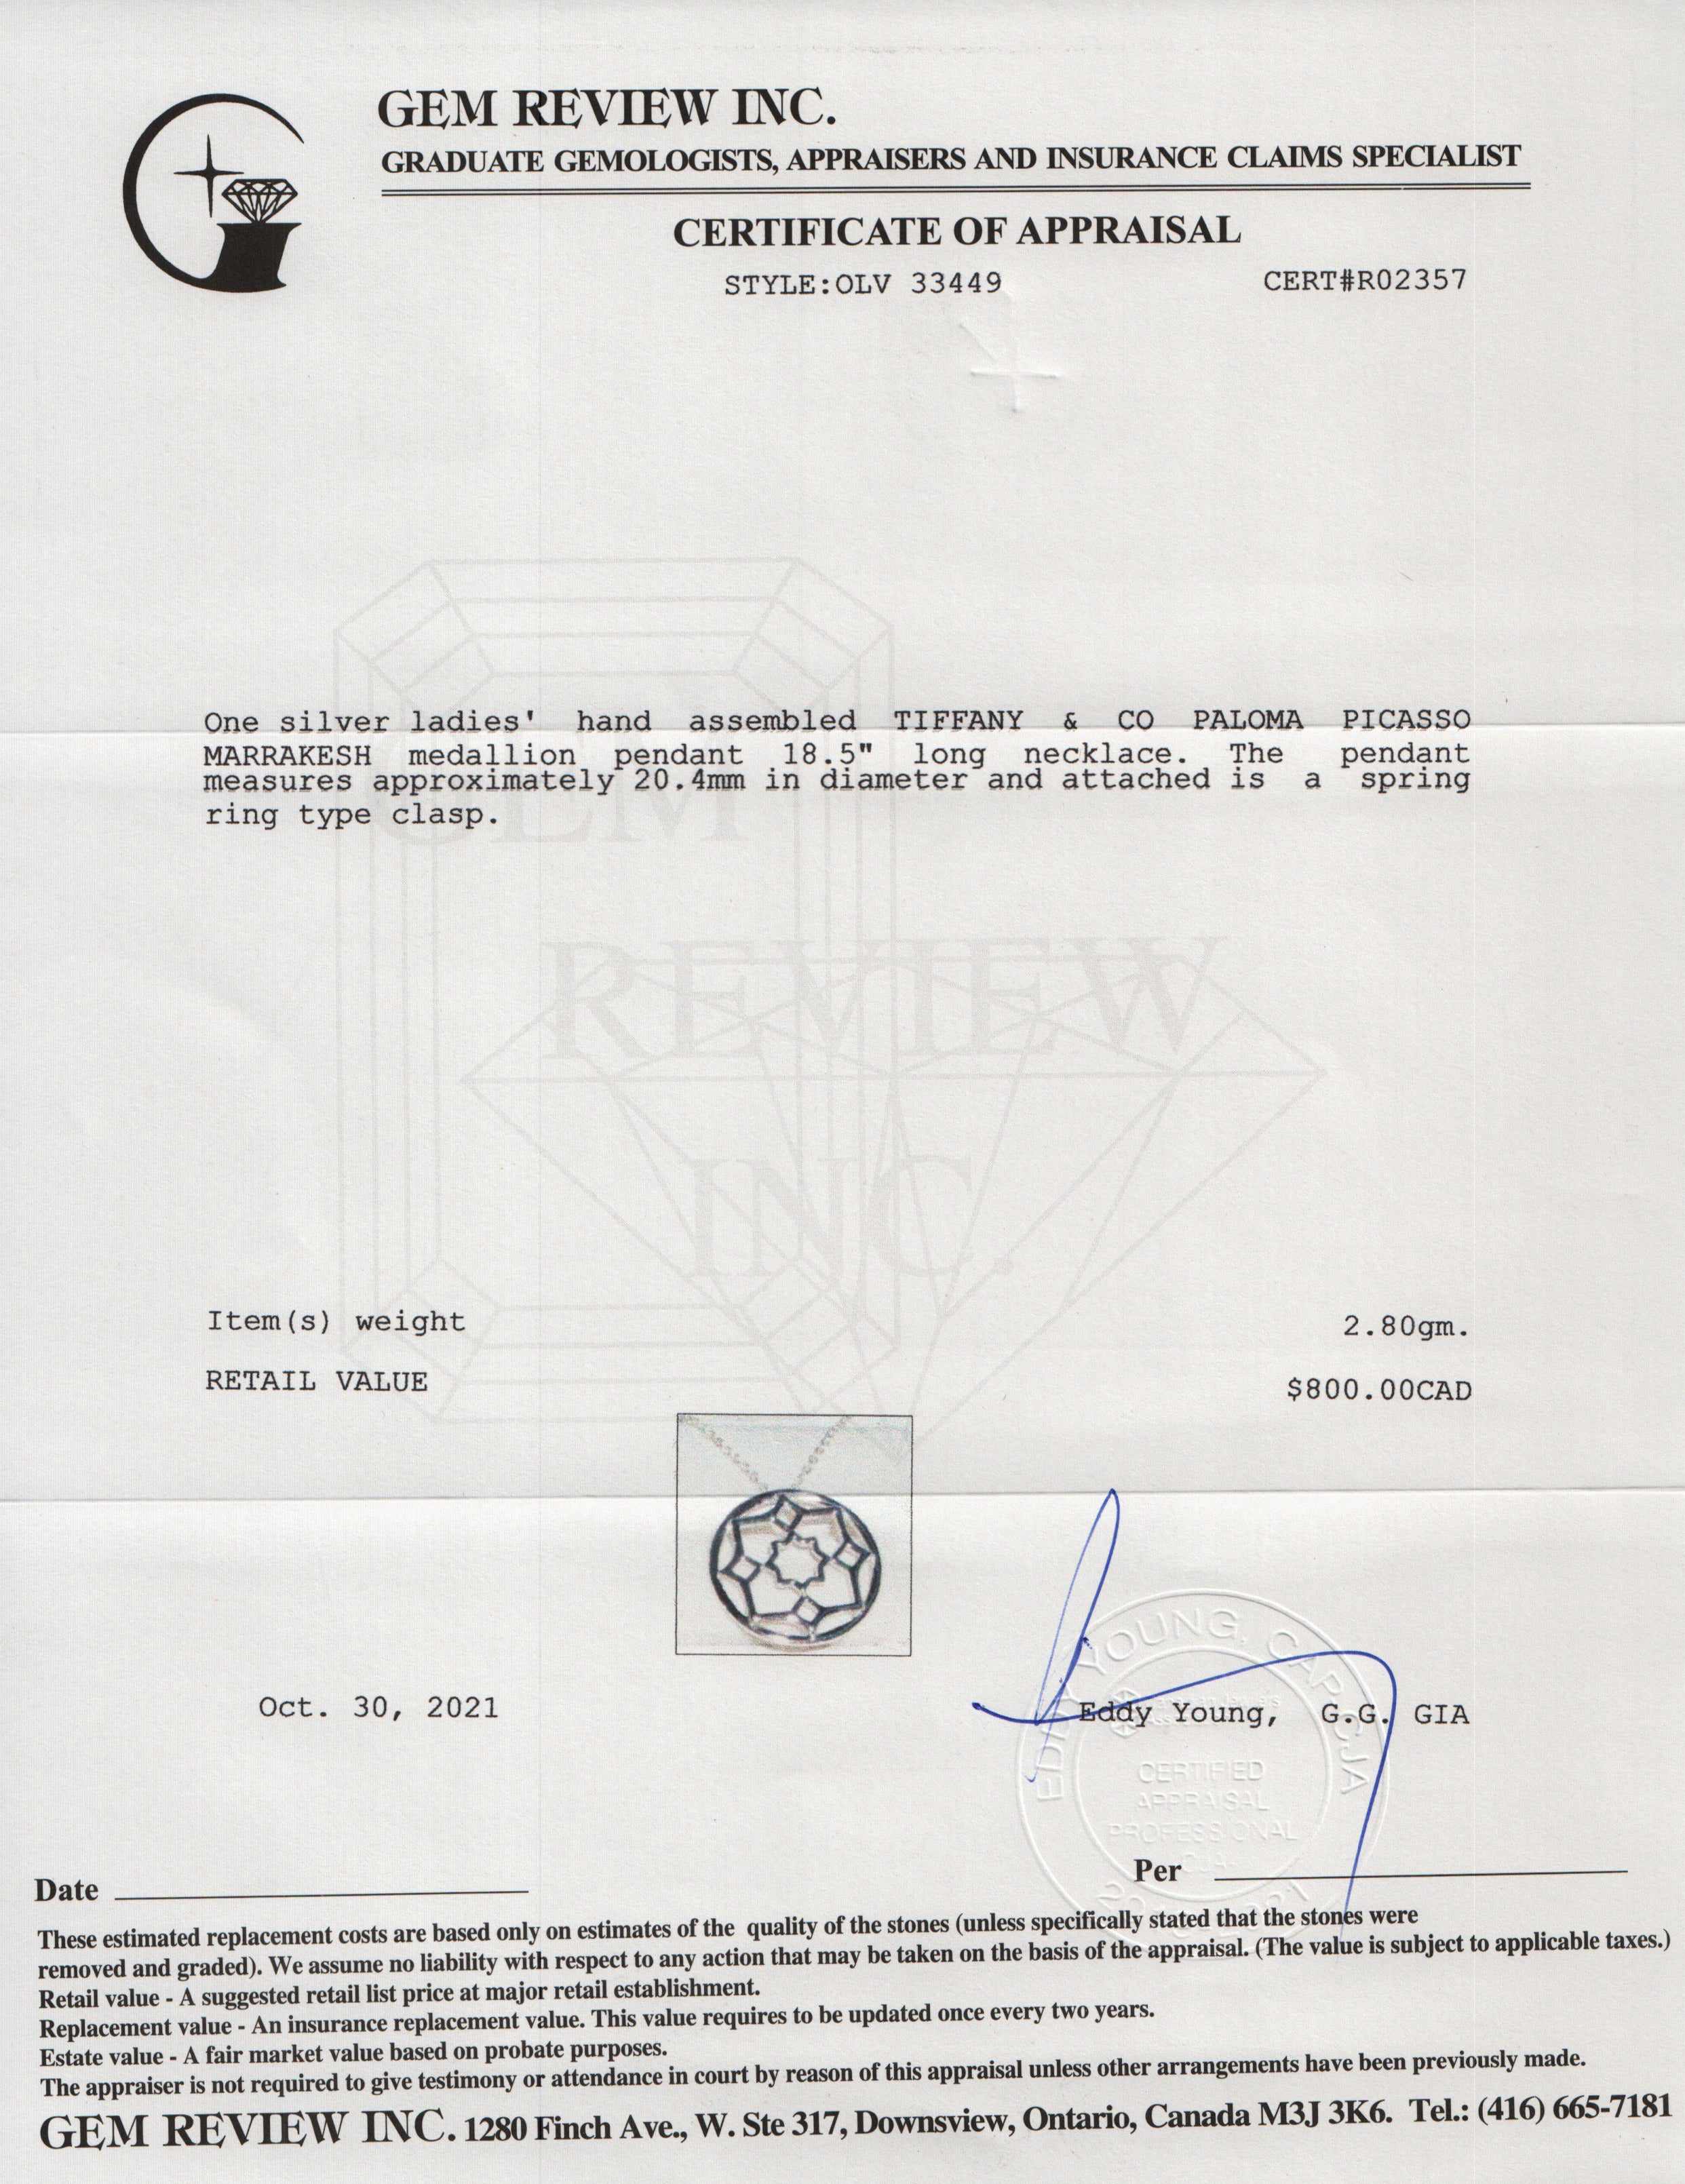 GEM REVIEW INC.
GRADUATE GEMOLOGISTS, APPRAISERS AND INSURANCE CLAIMS SPECIALIST
CERTIFICATE OF APPRAISAL
STYLE:OLV 33449 CERT#R02357
One silver ladies' hand assembled TIFFANY & CO PALOMA PICASSO
MARRAKESH medallion pendant 18.5" long necklace. The pendant
measures approximately 20.4mm in diameter and attached is a spring
ring type clasp.
GEM
REVIEW
INC.
Item(s) weight 2.80gm.
RETAIL VALUE $800.00CAD
Oct. 30, 2021
Eddy Young, G.G. GIA
EDDY YOUNG, CAP CJA
CERTIFIED
APPRAISAL
PROFESSIONAL
Date
Per
These estimated replacement costs are based only on estimates of the quality of the stones (unless specifically stated that the stones were
removed and graded). We assume no liability with respect to any action that may be taken on the basis of the appraisal. (The value is subject to applicable taxes.)
Retail value - A suggested retail list price at major retail establishment.
Replacement value - An insurance replacement value. This value requires to be updated once every two years.
Estate value - A fair market value based on probate purposes.
The appraiser is not required to give testimony or attendance in court by reason of this appraisal unless other arrangements have been previously made.
GEM REVIEW INC. 1280 Finch Ave., W. Ste 317, Downsview, Ontario, Canada M3J 3K6. Tel.: (416) 665-7181